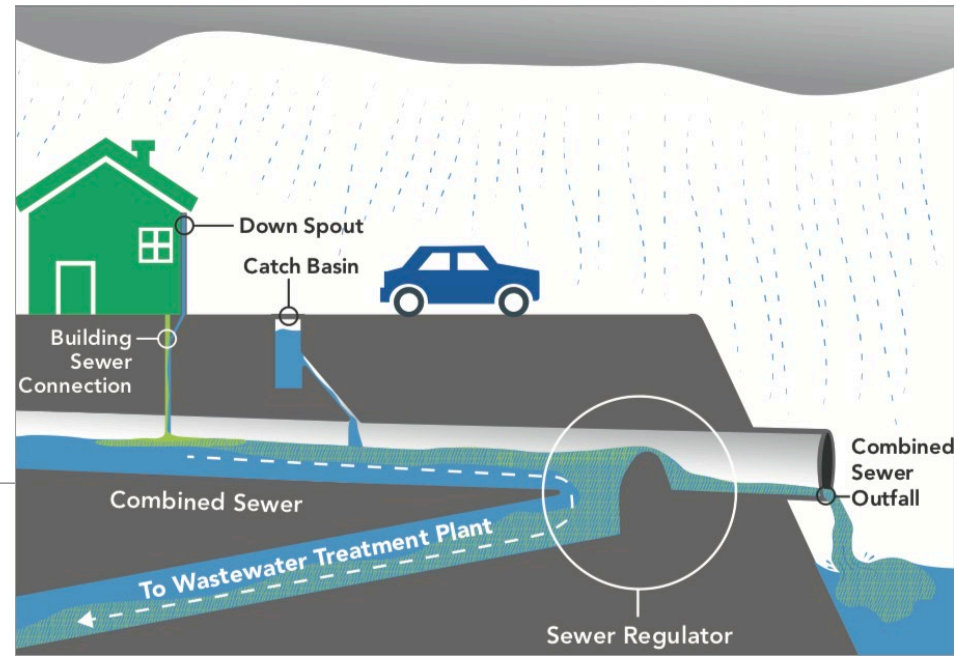 Down Spout
Catch Basin
Building
Sewer
Connection
Combined
Sewer
Outfall
Combined Sewer
To Wastewater Treatment Plant
Sewer Regulator